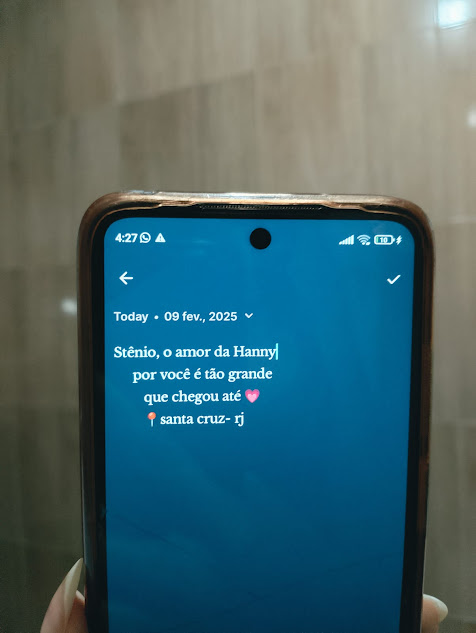 4:27
10
Today • 09 fev., 2025
Stênio, o amor da Hanny
por você é tão grande
que chegou até 💗
📍santa cruz- rj